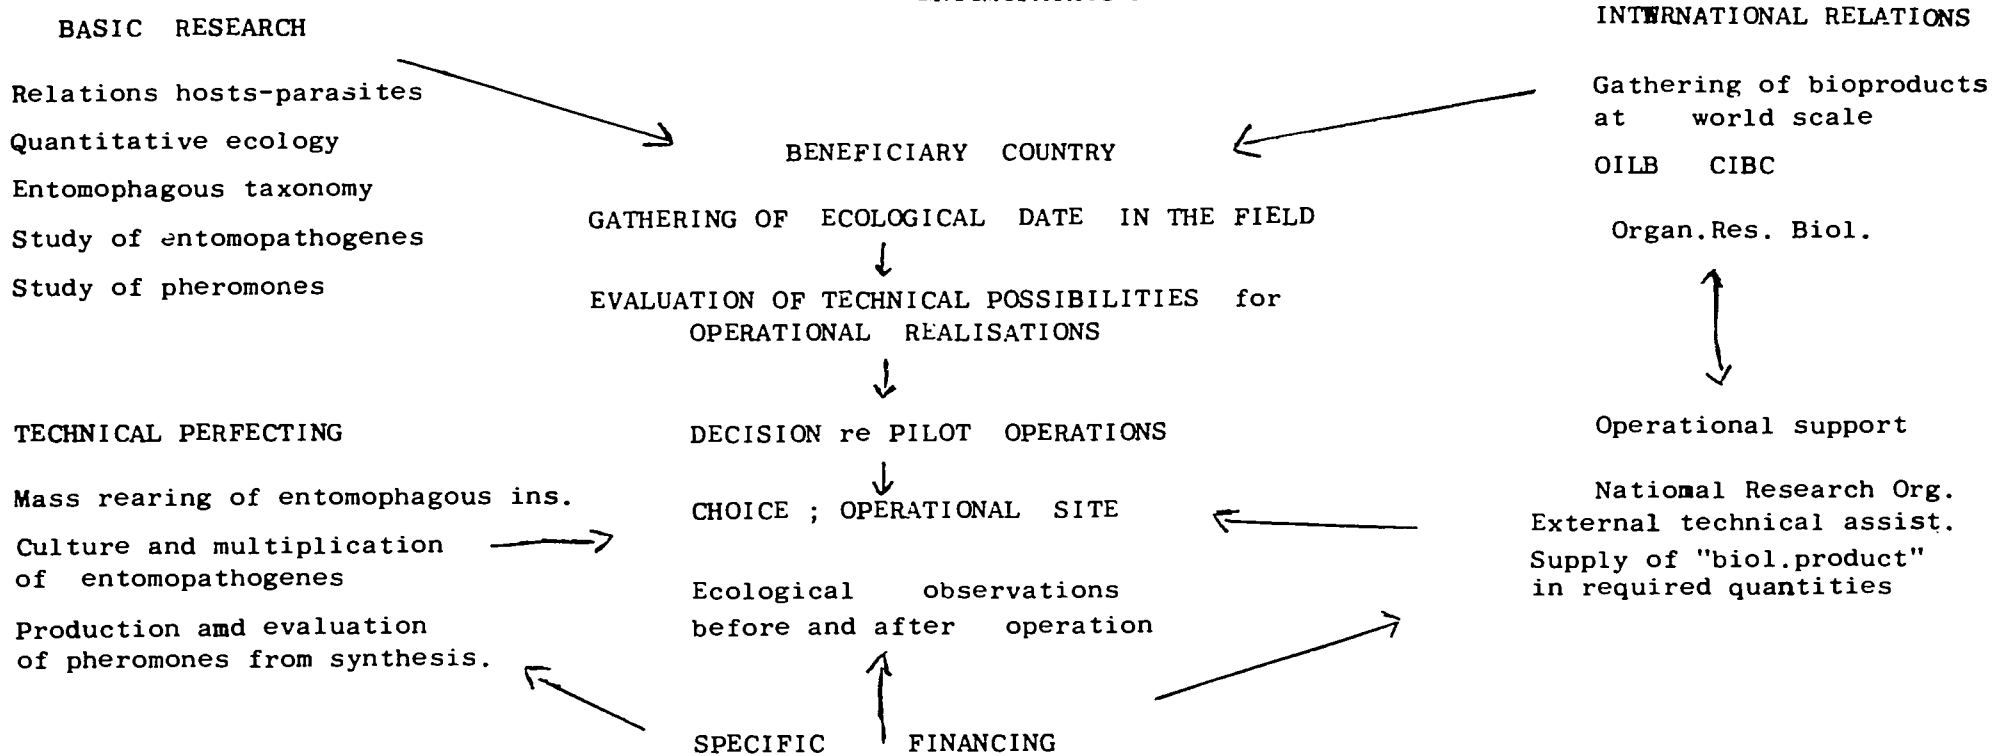 BASIC RESEARCH
Relations hosts-parasites
Quantitative ecology
Entomophagous taxonomy
Study of entomopathogenes
Study of pheromones
TECHNICAL PERFECTING
Mass rearing of entomophagous ins.
Culture and multiplication
of entomopathogenes
Production amd evaluation
of pheromones from synthesis.
BENEFICIARY COUNTRY
GATHERING OF ECOLOGICAL DATE IN THE FIELD
EVALUATION OF TECHNICAL POSSIBILITIES for
OPERATIONAL REALISATIONS
DECISION re PILOT OPERATIONS
CHOICE ; OPERATIONAL SITE
Ecological observations
before and after operation
SPECIFIC FINANCING
INTERNATIONAL RELATIONS
Gathering of bioproducts
at world scale
OILB CIBC
Organ.Res. Biol.
Operational support
National Research Org.
External technical assist.
Supply of "biol.product"
in required quantities